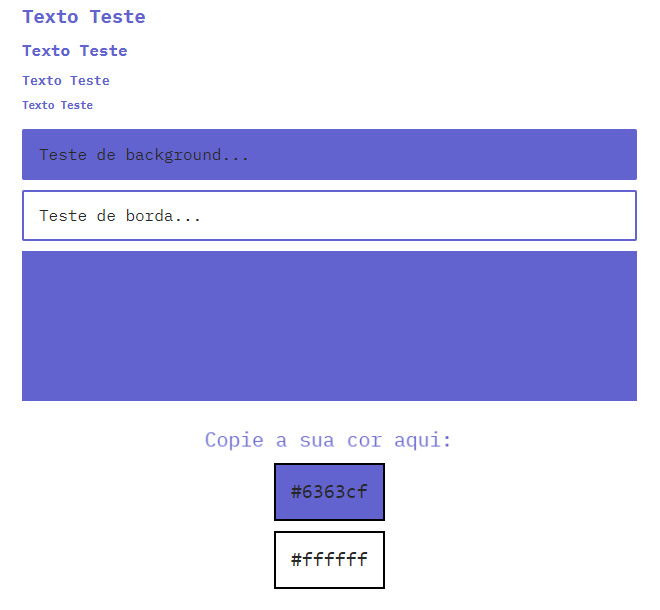 Texto Teste
Texto Teste
Texto Teste
Texto Teste
Teste de background...
Teste de borda...
Copie a sua cor aqui:
#6363cf
#ffffff